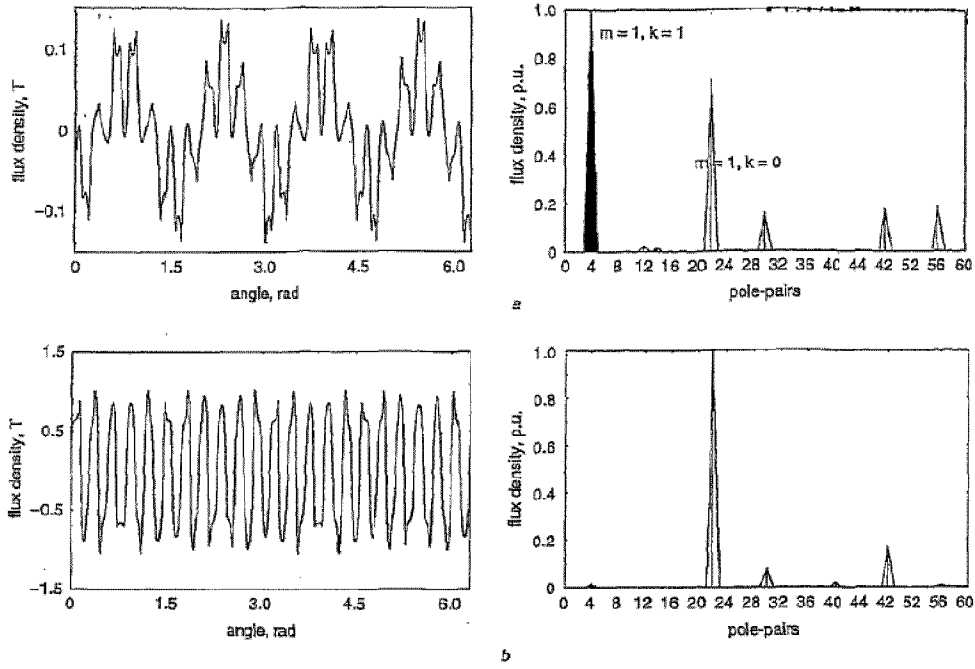 0.1
0
−0.1
flux density, T
0 1.5 3.0 4.5 6.0
angle, rad
1.0
0.8
0.6
0.4
0.2
0
flux density, p.u.
m = 1, k = 1
m = 1, k = 0
0 4 8 12 16 20 24 28 32 36 38 44 42 52 56 60
pole-pairs
a
1.5
0.5
−0.5
−1.5
flux density, T
0 1.5 3.0 4.5 6.0
angle, rad
1.0
0.8
0.6
0.4
0.2
0
flux density, p.u.
0 4 8 12 16 20 24 28 32 36 38 44 42 52 56 60
pole-pairs
b